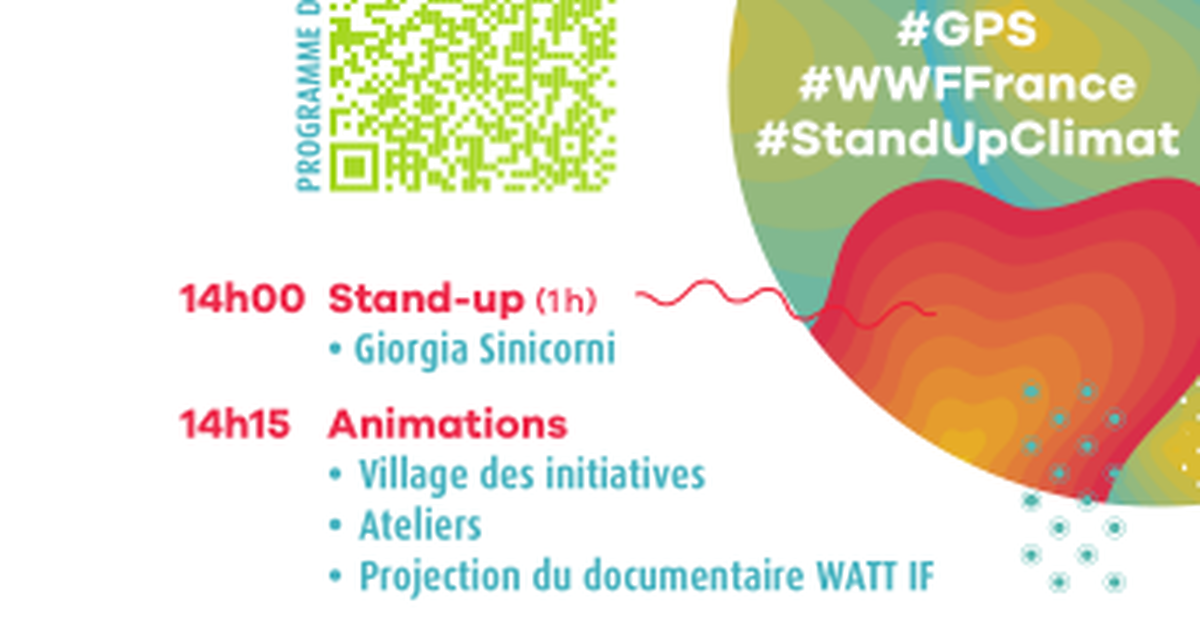 PROGRAMME
#GPS
#WWFFrance
#StandUpClimat
14h00 Stand-up (1h)
• Giorgia Sinicorni
14h15 Animations
• Village des initiatives
• Ateliers
• Projection du documentaire WATT IF